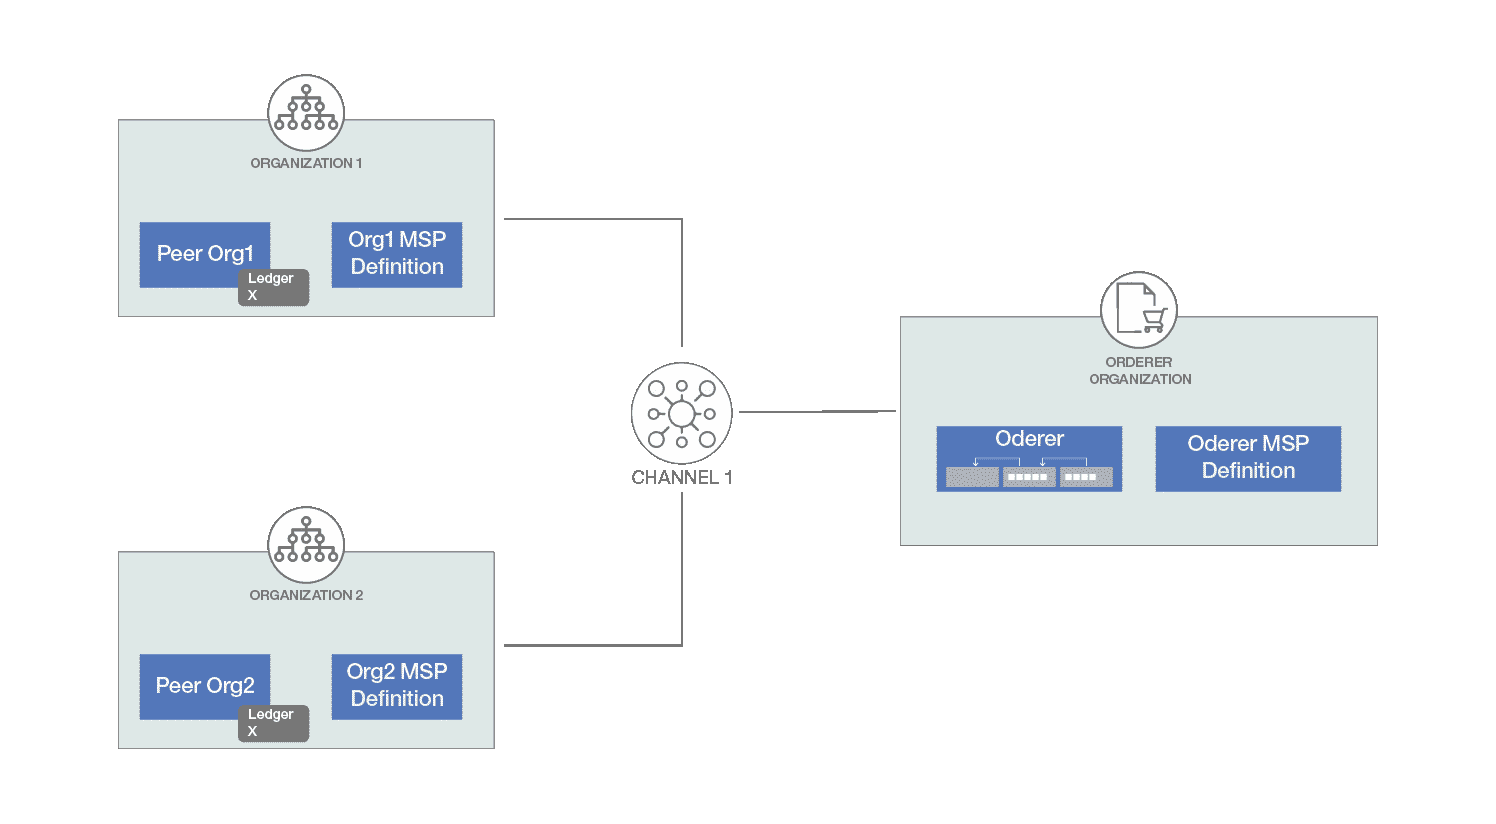 ORGANIZATION 1
Peer Org1
Ledger
X
Org1 MSP
Definition
CHANNEL 1
ORDERER
ORGANIZATION
Oderer
Oderer MSP
Definition
ORGANIZATION 2
Peer Org2
Ledger
X
Org2 MSP
Definition